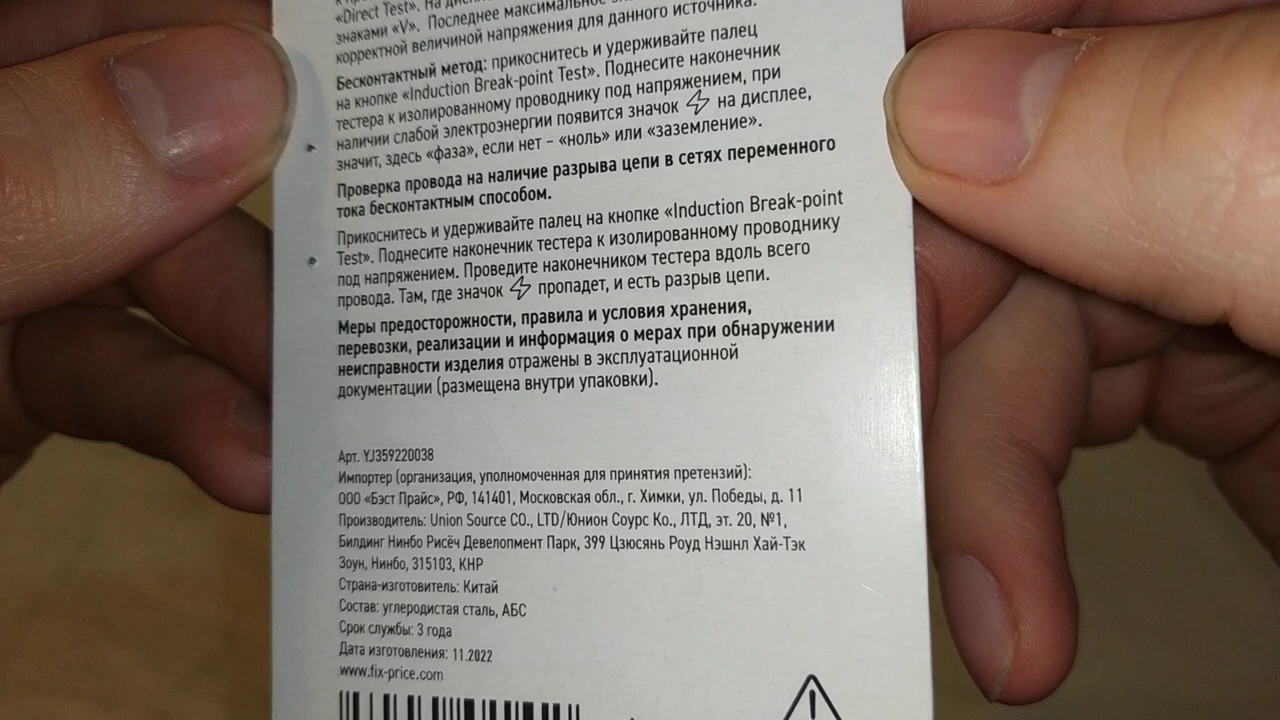 «Direct Test». На
знаками «V». Последнее максимальное
корректной величиной напряжения для данного источника.
Бесконтактный метод: прикоснитесь и удерживайте палец
на кнопке «Induction Break-point Test». Поднесите наконечник
тестера к изолированному проводнику под напряжением, при
наличии слабой электроэнергии появится значок на дисплее,
значит, здесь «фаза», если нет – «ноль» или «заземление».
Проверка провода на наличие разрыва цепи в сетях переменного
тока бесконтактным способом.
Прикоснитесь и удерживайте палец на кнопке «Induction Break-point
Test». Поднесите наконечник тестера к изолированному проводнику
под напряжением. Проведите наконечником тестера вдоль всего
провода. Там, где значок пропадет, и есть разрыв цепи.
Меры предосторожности, правила и условия хранения,
перевозки, реализации и информация о мерах при обнаружении
неисправности изделия отражены в эксплуатационной
документации (размещена внутри упаковки).
Арт. YJ359220038
Импортер (организация, уполномоченная для принятия претензий):
ООО «Бэст Прайс», РФ, 141401, Московская обл., г. Химки, ул. Победы, д. 11
Производитель: Union Source CO., LTD/Юнион Соурс Ко., ЛТД, эт. 20, №1,
Билдинг Нинбо Рисёч Девелопмент Парк, 399 Цзюсянь Роуд Нэшнл Хай-Тэк
Зоун, Нинбо, 315103, КНР
Страна-изготовитель: Китай
Состав: углеродистая сталь, АБС
Срок службы: 3 года
Дата изготовления: 11.2022
www.fix-price.com